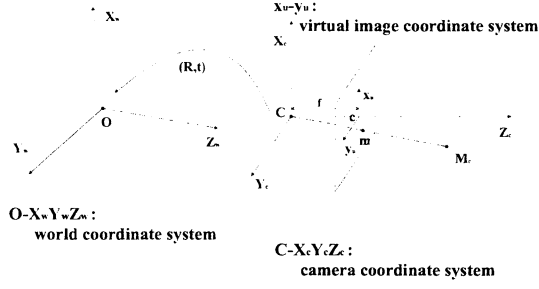 xu-yu :
virtual image coordinate system
Xw
Xc
(R,t)
f
xu
O
C
c
Zc
Yw
Zw
yu
m
Mc
Yc
O-XwYwZw :
world coordinate system
C-XcYcZc :
camera coordinate system